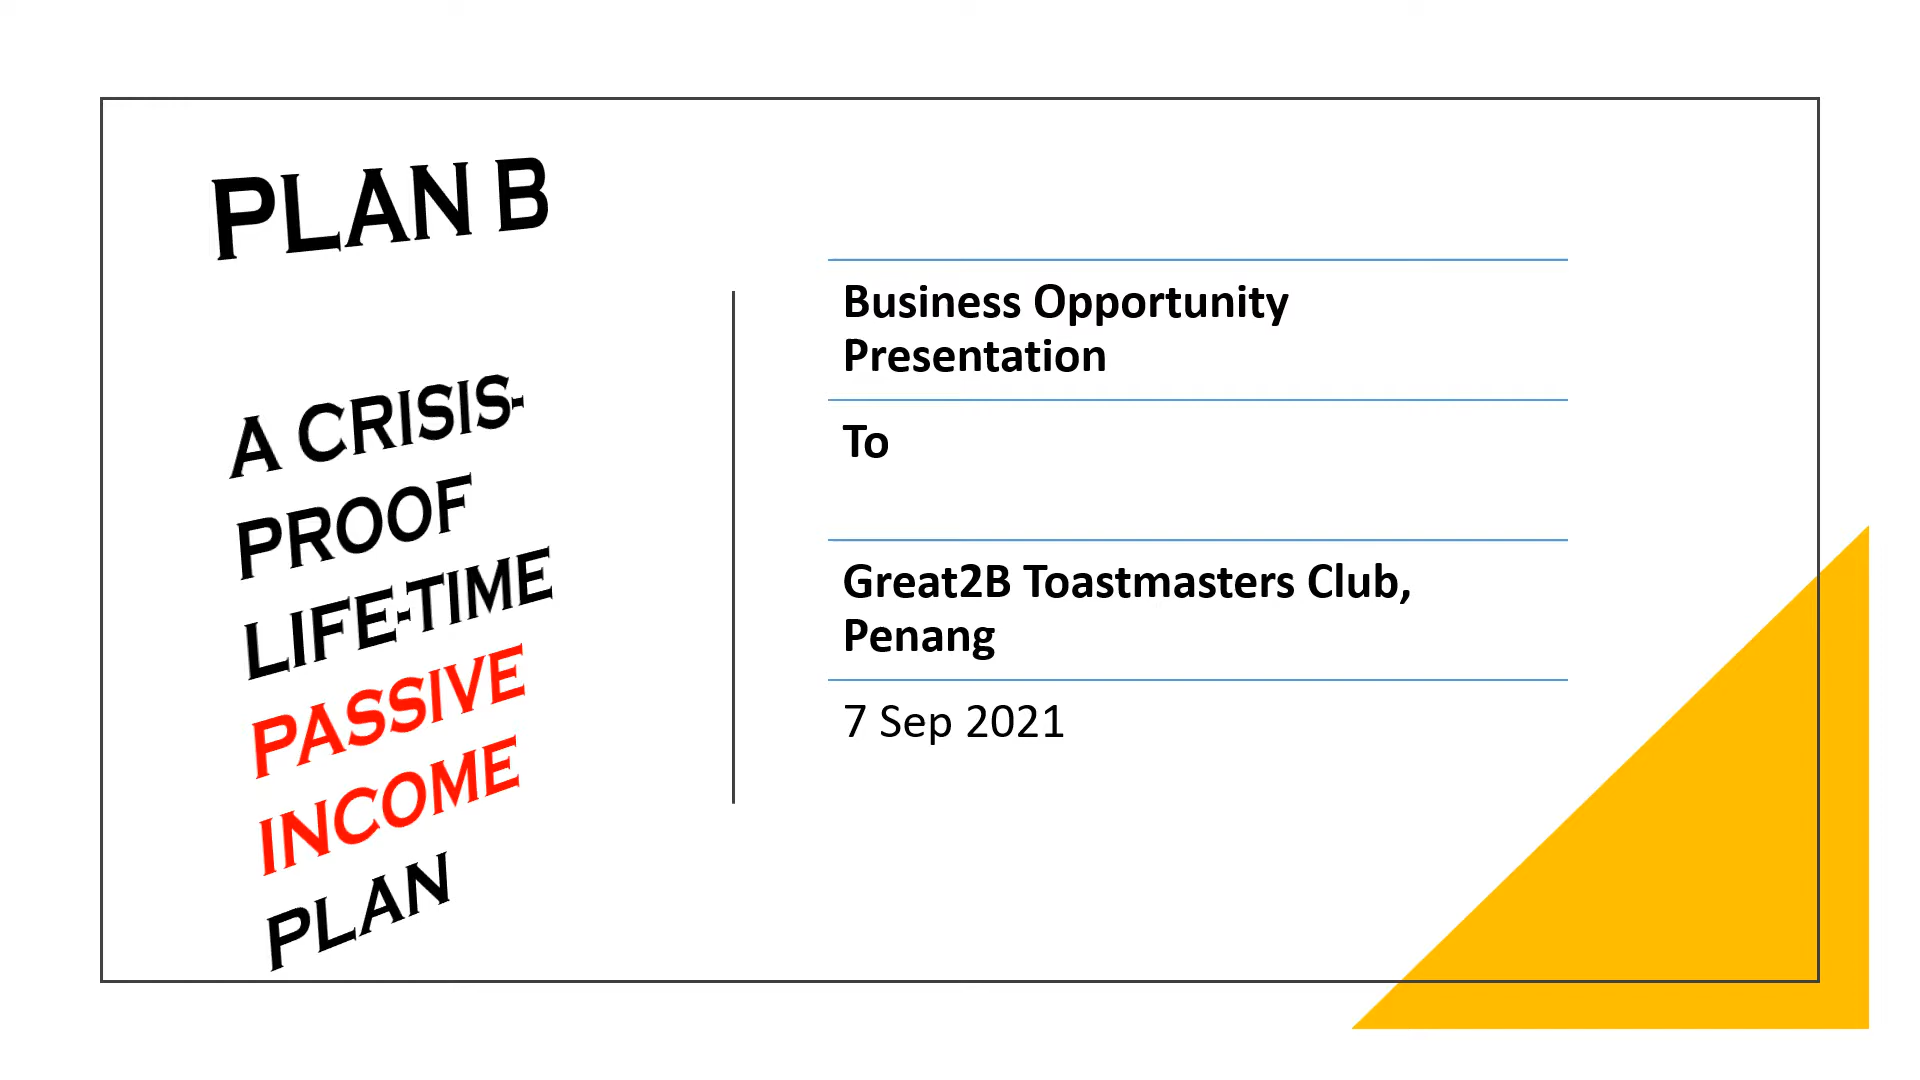 PLAN B
A CRISIS-
PROOF
LIFE-TIME
PASSIVE
INCOME
PLAN
Business Opportunity
Presentation
To
Great2B Toastmasters Club,
Penang
7 Sep 2021